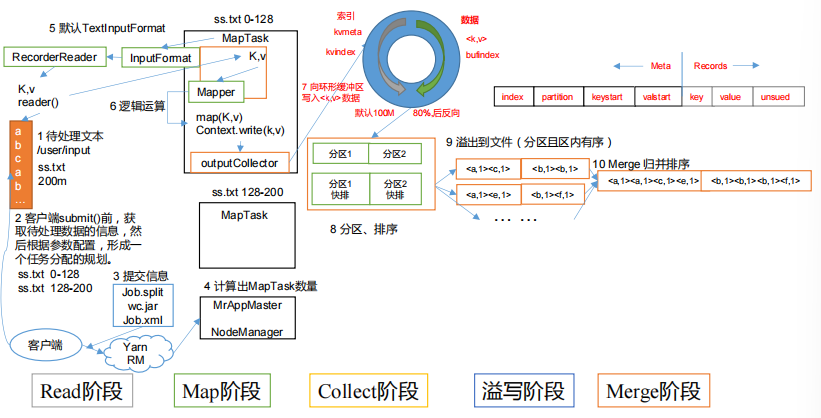 ss.txt 0-128
5 默认TextInputFormat
MapTask
RecorderReader
InputFormat
K,v
K,v
reader()
Mapper
6 逻辑运算
map(K,v)
Context.write(k,v)
outputCollector
索引
kvmeta
kvindex
数据
<k,v>
bufindex
7 向环形缓冲区
写入<k,v>数据
默认100M
80%,后反向
Meta
Records
index
partition
keystart
valstart
key
value
unsued
a
b
c
a
b
...
1 待处理文本
/user/input
ss.txt
200m
分区1
分区2
分区1
快排
分区2
快排
8 分区、排序
9 溢出到文件（分区且区内有序）
<a,1><c,1>
<b,1><b,1>
<a,1><e,1>
<b,1><f,1>
... ...
10 Merge 归并排序
<a,1><a,1><c,1><e,1>
<b,1><b,1><b,1><f,1>
ss.txt 128-200
MapTask
2 客户端submit()前，获
取待处理数据的信息，然
后根据参数配置，形成一
个任务分配的规划。
ss.txt 0-128
ss.txt 128-200
3 提交信息
Job.split
wc.jar
Job.xml
4 计算出MapTask数量
MrAppMaster
NodeManager
客户端
Yarn
RM
Read阶段
Map阶段
Collect阶段
溢写阶段
Merge阶段